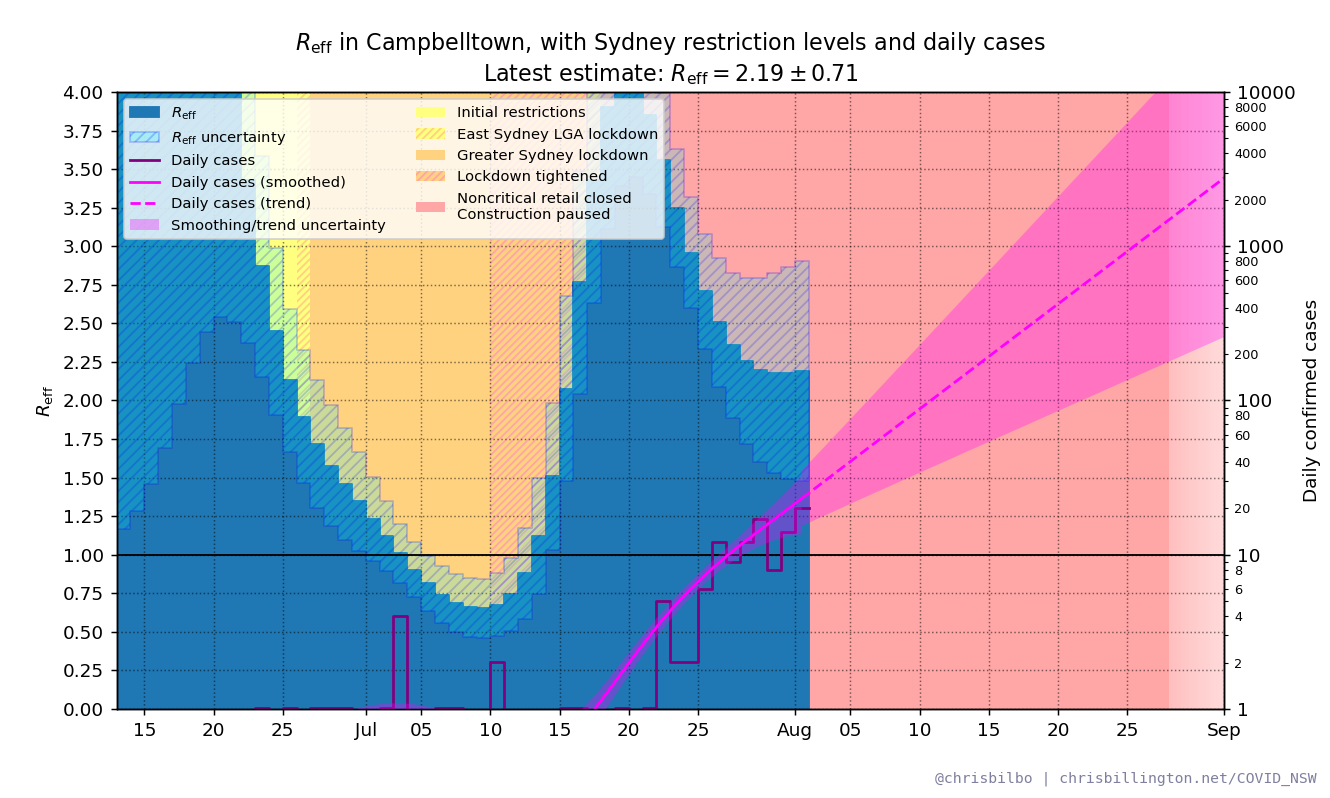 R_eff in Campbelltown, with Sydney restriction levels and daily cases
Latest estimate: R_eff = 2.19 ± 0.71
R_eff
R_eff uncertainty
Daily cases
Daily cases (smoothed)
Daily cases (trend)
Smoothing/trend uncertainty
Initial restrictions
East Sydney LGA lockdown
Greater Sydney lockdown
Lockdown tightened
Noncritical retail closed
Construction paused
4.00
3.75
3.50
3.25
3.00
2.75
2.50
2.25
2.00
1.75
1.50
1.25
1.00
0.75
0.50
0.25
0.00
R_eff
10000
8000
6000
4000
2000
1000
800
600
400
200
100
80
60
40
20
10
8
6
4
2
1
Daily confirmed cases
15 20 25 Jul 05 10 15 20 25 Aug 05 10 15 20 25 Sep
@chrisbilbo | chrisbillington.net/COVID_NSW